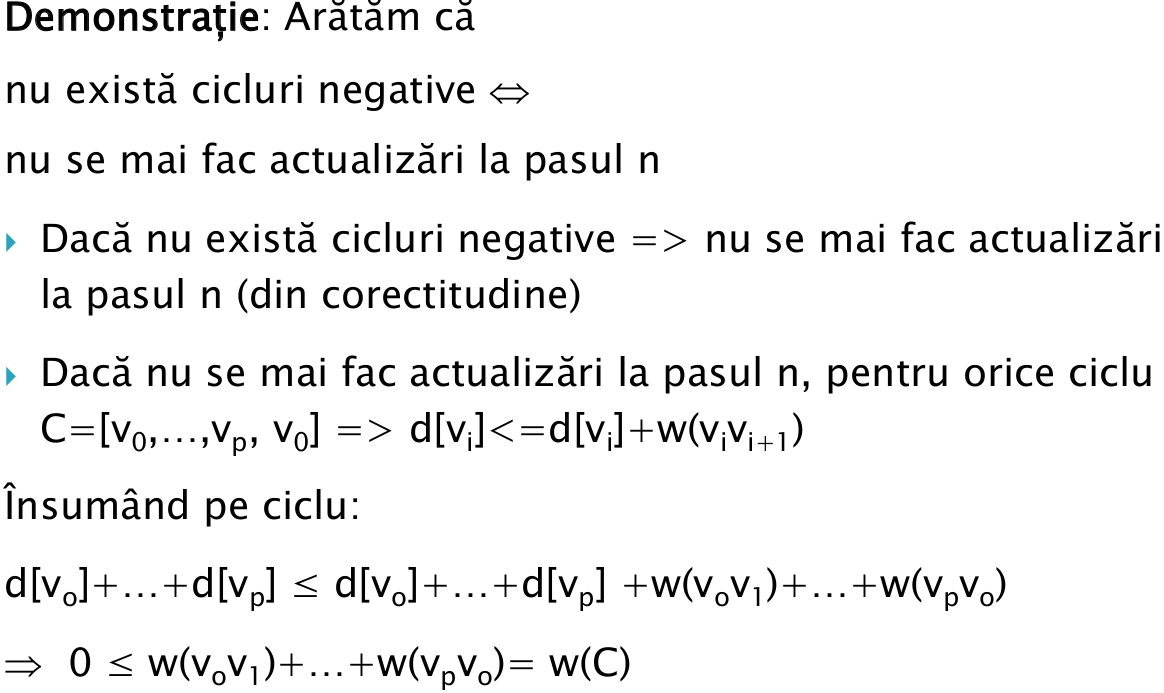 Demonstrație: Arătăm că
nu există cicluri negative ⇔
nu se mai fac actualizări la pasul n
Dacă nu există cicluri negative => nu se mai fac actualizări
la pasul n (din corectitudine)
Dacă nu se mai fac actualizări la pasul n, pentru orice ciclu
C=[v₀,…,vₚ, v₀] => d[vᵢ]<=d[vᵢ]+w(vᵢvᵢ₊₁)
Însumând pe ciclu:
d[vₒ]+…+d[vₚ] ≤ d[vₒ]+…+d[vₚ] +w(vₒv₁)+…+w(vₚvₒ)
⇒ 0 ≤ w(vₒv₁)+…+w(vₚvₒ)= w(C)